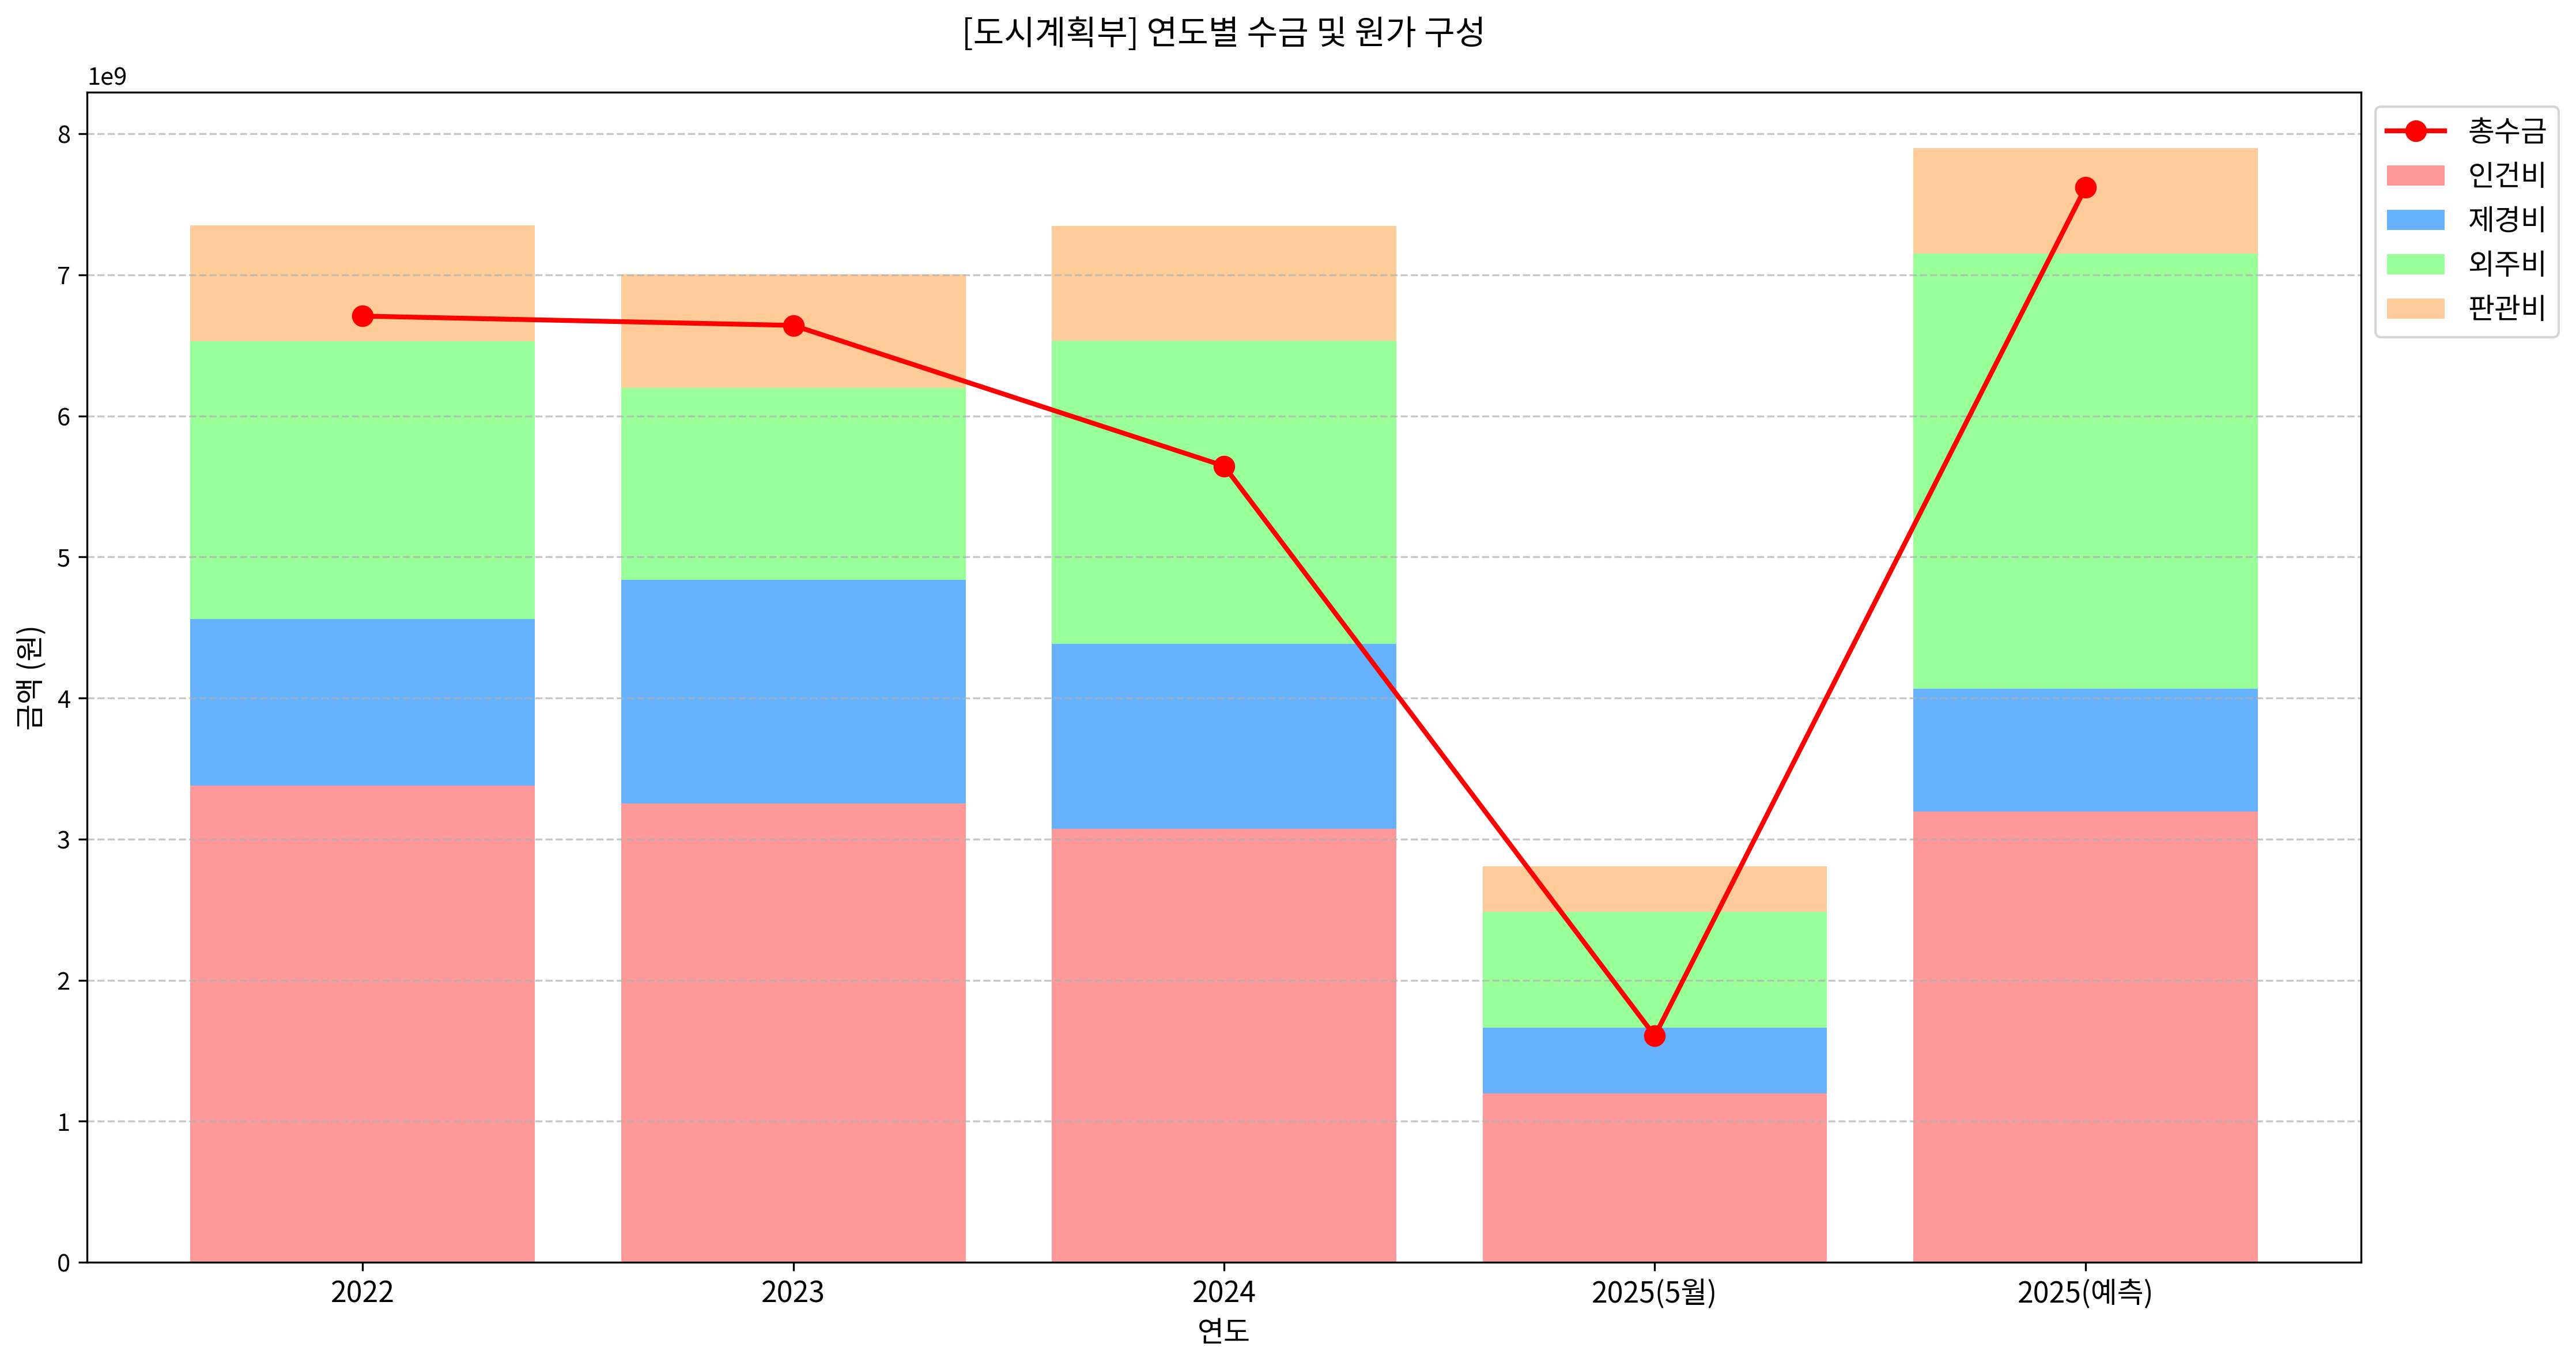 [도시계획부] 연도별 수금 및 원가 구성
1e9
8
7
6
5
4
3
2
1
0
금액 (원)
2022
2023
2024
2025(5월)
2025(예측)
연도
총수금
인건비
제경비
외주비
판관비